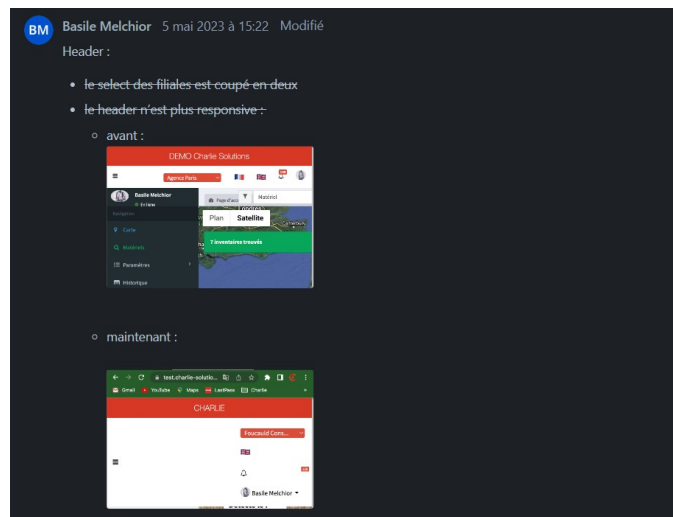 BM Basile Melchior 5 mai 2023 à 15:22 Modifié
Header :
le select des filiales est coupé en deux
le header n'est plus responsive :
avant :
DEMO Charlie Solutions
Agence Paris
Basile Melchior
En ligne
Page d'acc
Matériel
Navigation
Plan Satellite
Carte
7 inventaires trouvés
Matériels
Paramètres
Historique
maintenant :
test.charlie-solutio...
Gmail YouTube Maps LastPass Charlie
CHARLIE
Foucauld Cons...
Basile Melchior